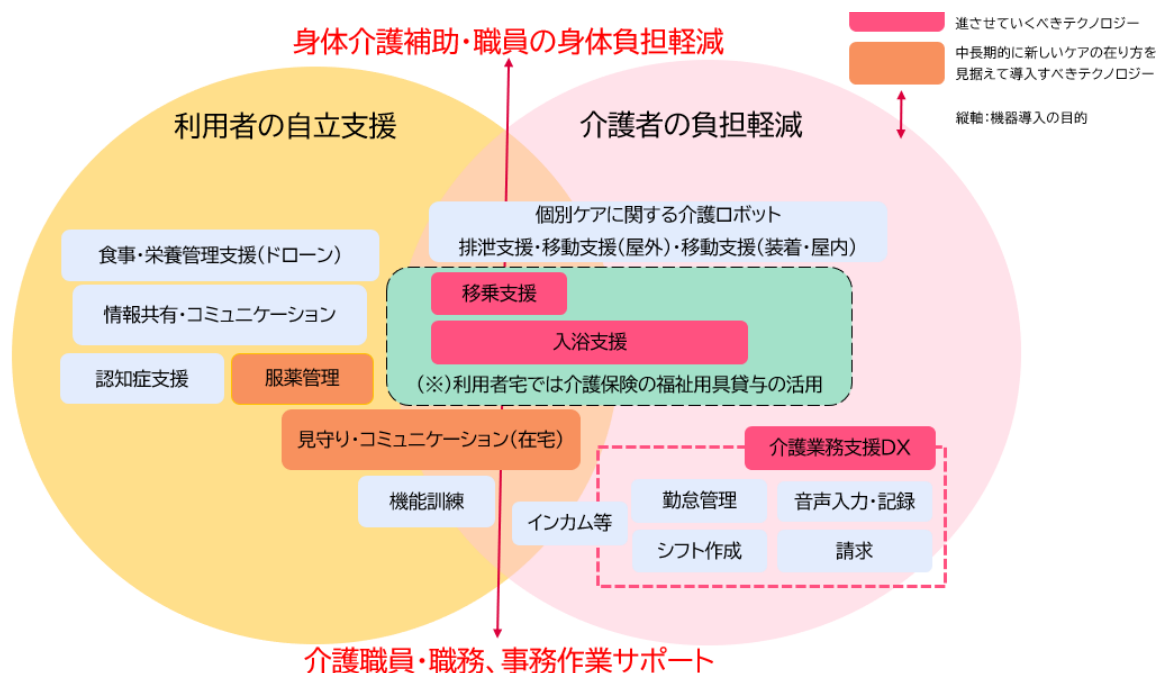 身体介護補助・職員の身体負担軽減
進させていくべきテクノロジー
中長期的に新しいケアの在り方を
見据えて導入すべきテクノロジー
縦軸：機器導入の目的
利用者の自立支援
介護者の負担軽減
個別ケアに関する介護ロボット
排泄支援・移動支援（屋外）・移動支援（装着・屋内）
食事・栄養管理支援（ドローン）
情報共有・コミュニケーション
認知症支援
服薬管理
移乗支援
入浴支援
（※）利用者宅では介護保険の福祉用具貸与の活用
見守り・コミュニケーション（在宅）
機能訓練
インカム等
介護業務支援DX
勤怠管理
音声入力・記録
シフト作成
請求
介護職員・職務、事務作業サポート